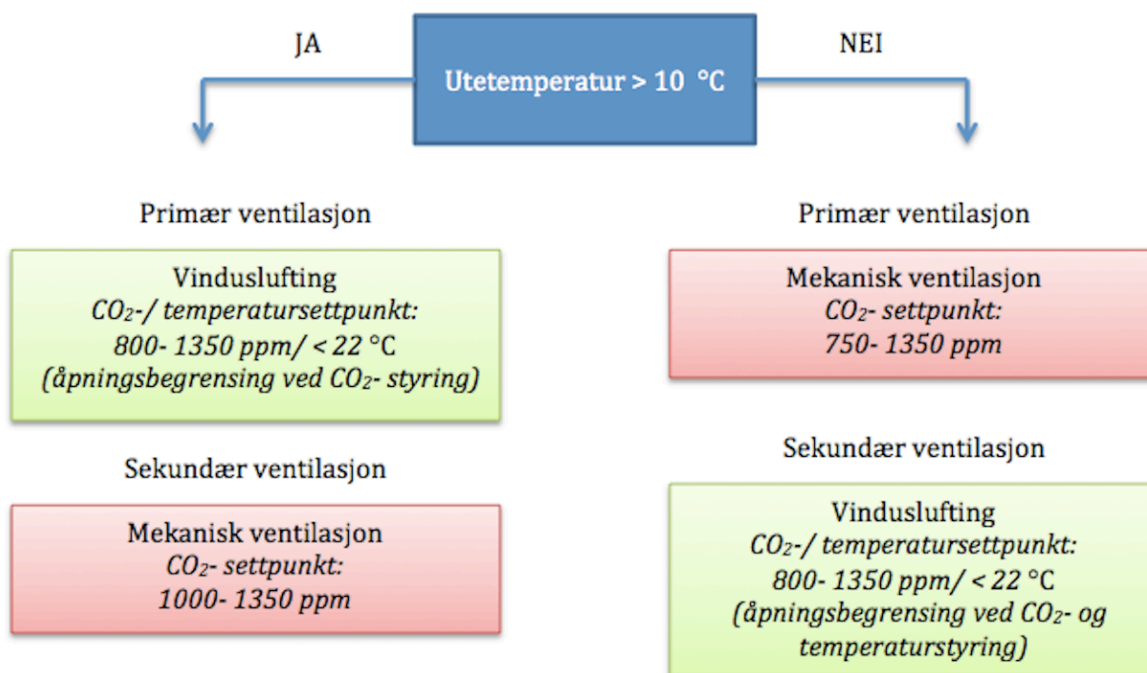 JA
Utetemperatur > 10 °C
NEI
Primær ventilasjon
Vinduslufting
CO₂-/ temperatursettpunkt:
800- 1350 ppm/ < 22 °C
(åpningsbegrensing ved CO₂- styring)
Sekundær ventilasjon
Mekanisk ventilasjon
CO₂- settpunkt:
1000- 1350 ppm
Primær ventilasjon
Mekanisk ventilasjon
CO₂- settpunkt:
750- 1350 ppm
Sekundær ventilasjon
Vinduslufting
CO₂-/ temperatursettpunkt:
800- 1350 ppm/ < 22 °C
(åpningsbegrensing ved CO₂- og
temperaturstyring)